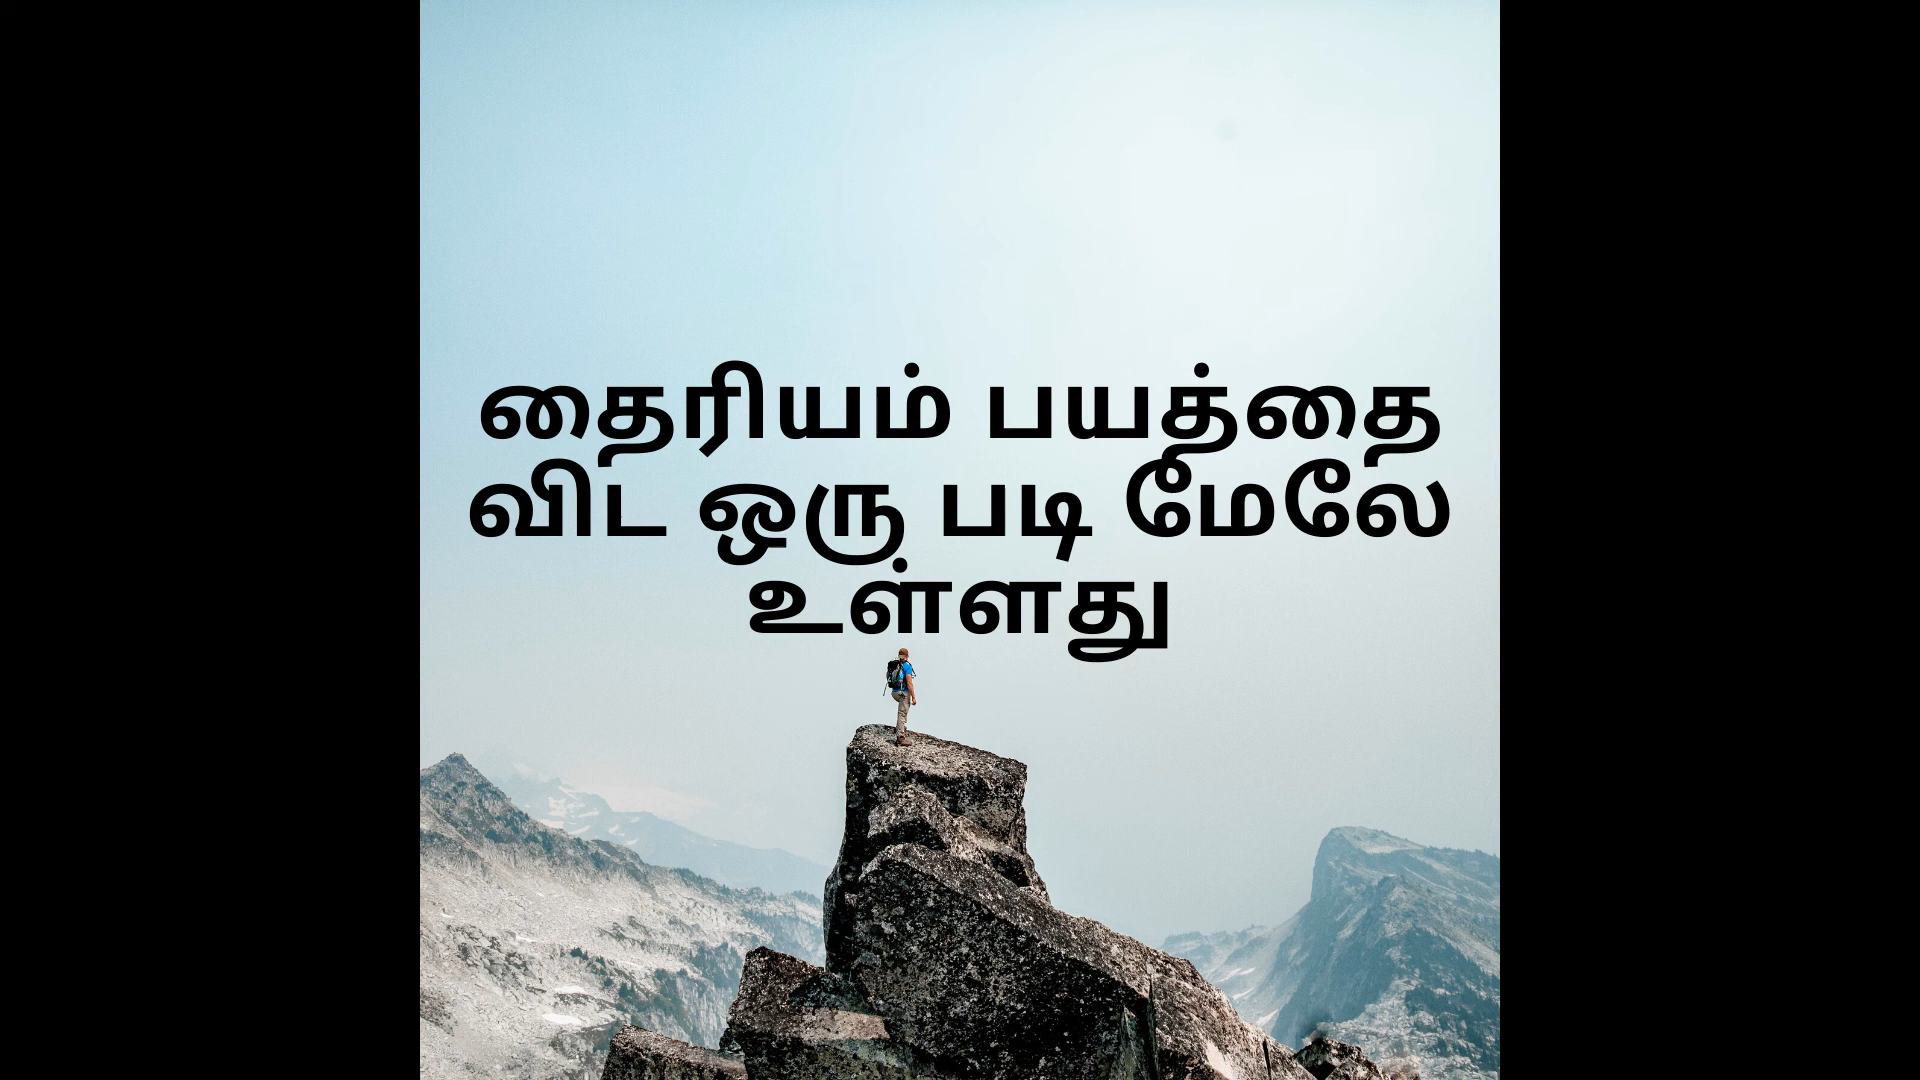 தைரியம் பயத்தை
விட ஒரு படி மேலே
உள்ளது